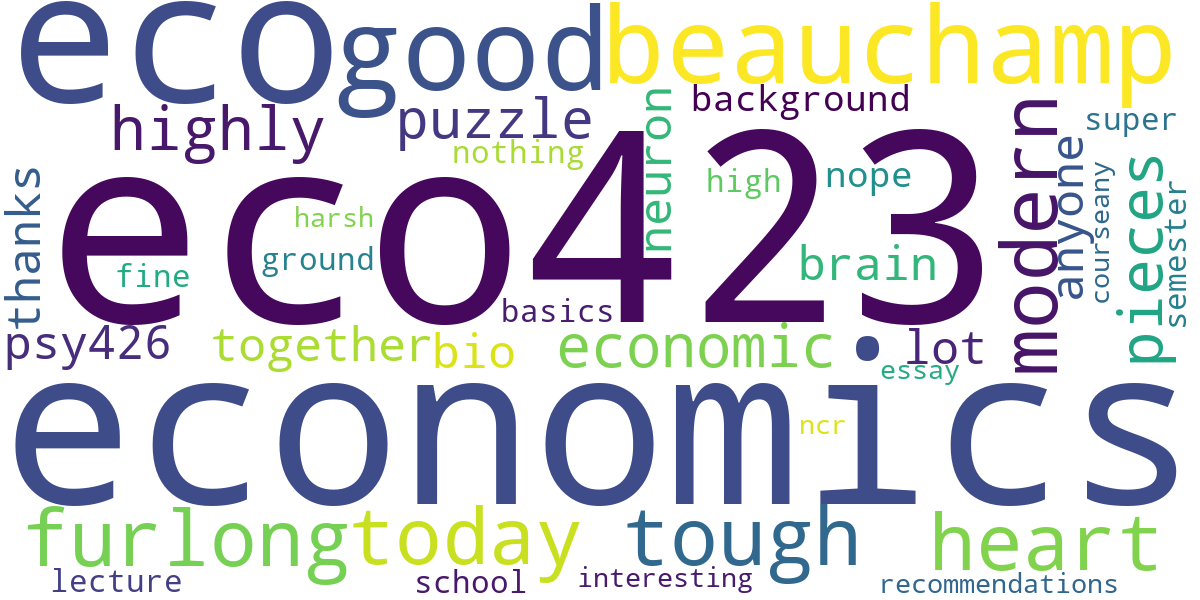 eco
good
beauchamp
highly
puzzle
background
super
nothing
neuron
modern
anyone
thanks
eco423
high
nope
courseany
pieces
semester
harsh
ground
fine
brain
basics
psy426
together
bio
economic
lot
essay
economics
ncr
furlong
today
tough
heart
lecture
school
interesting
recommendations